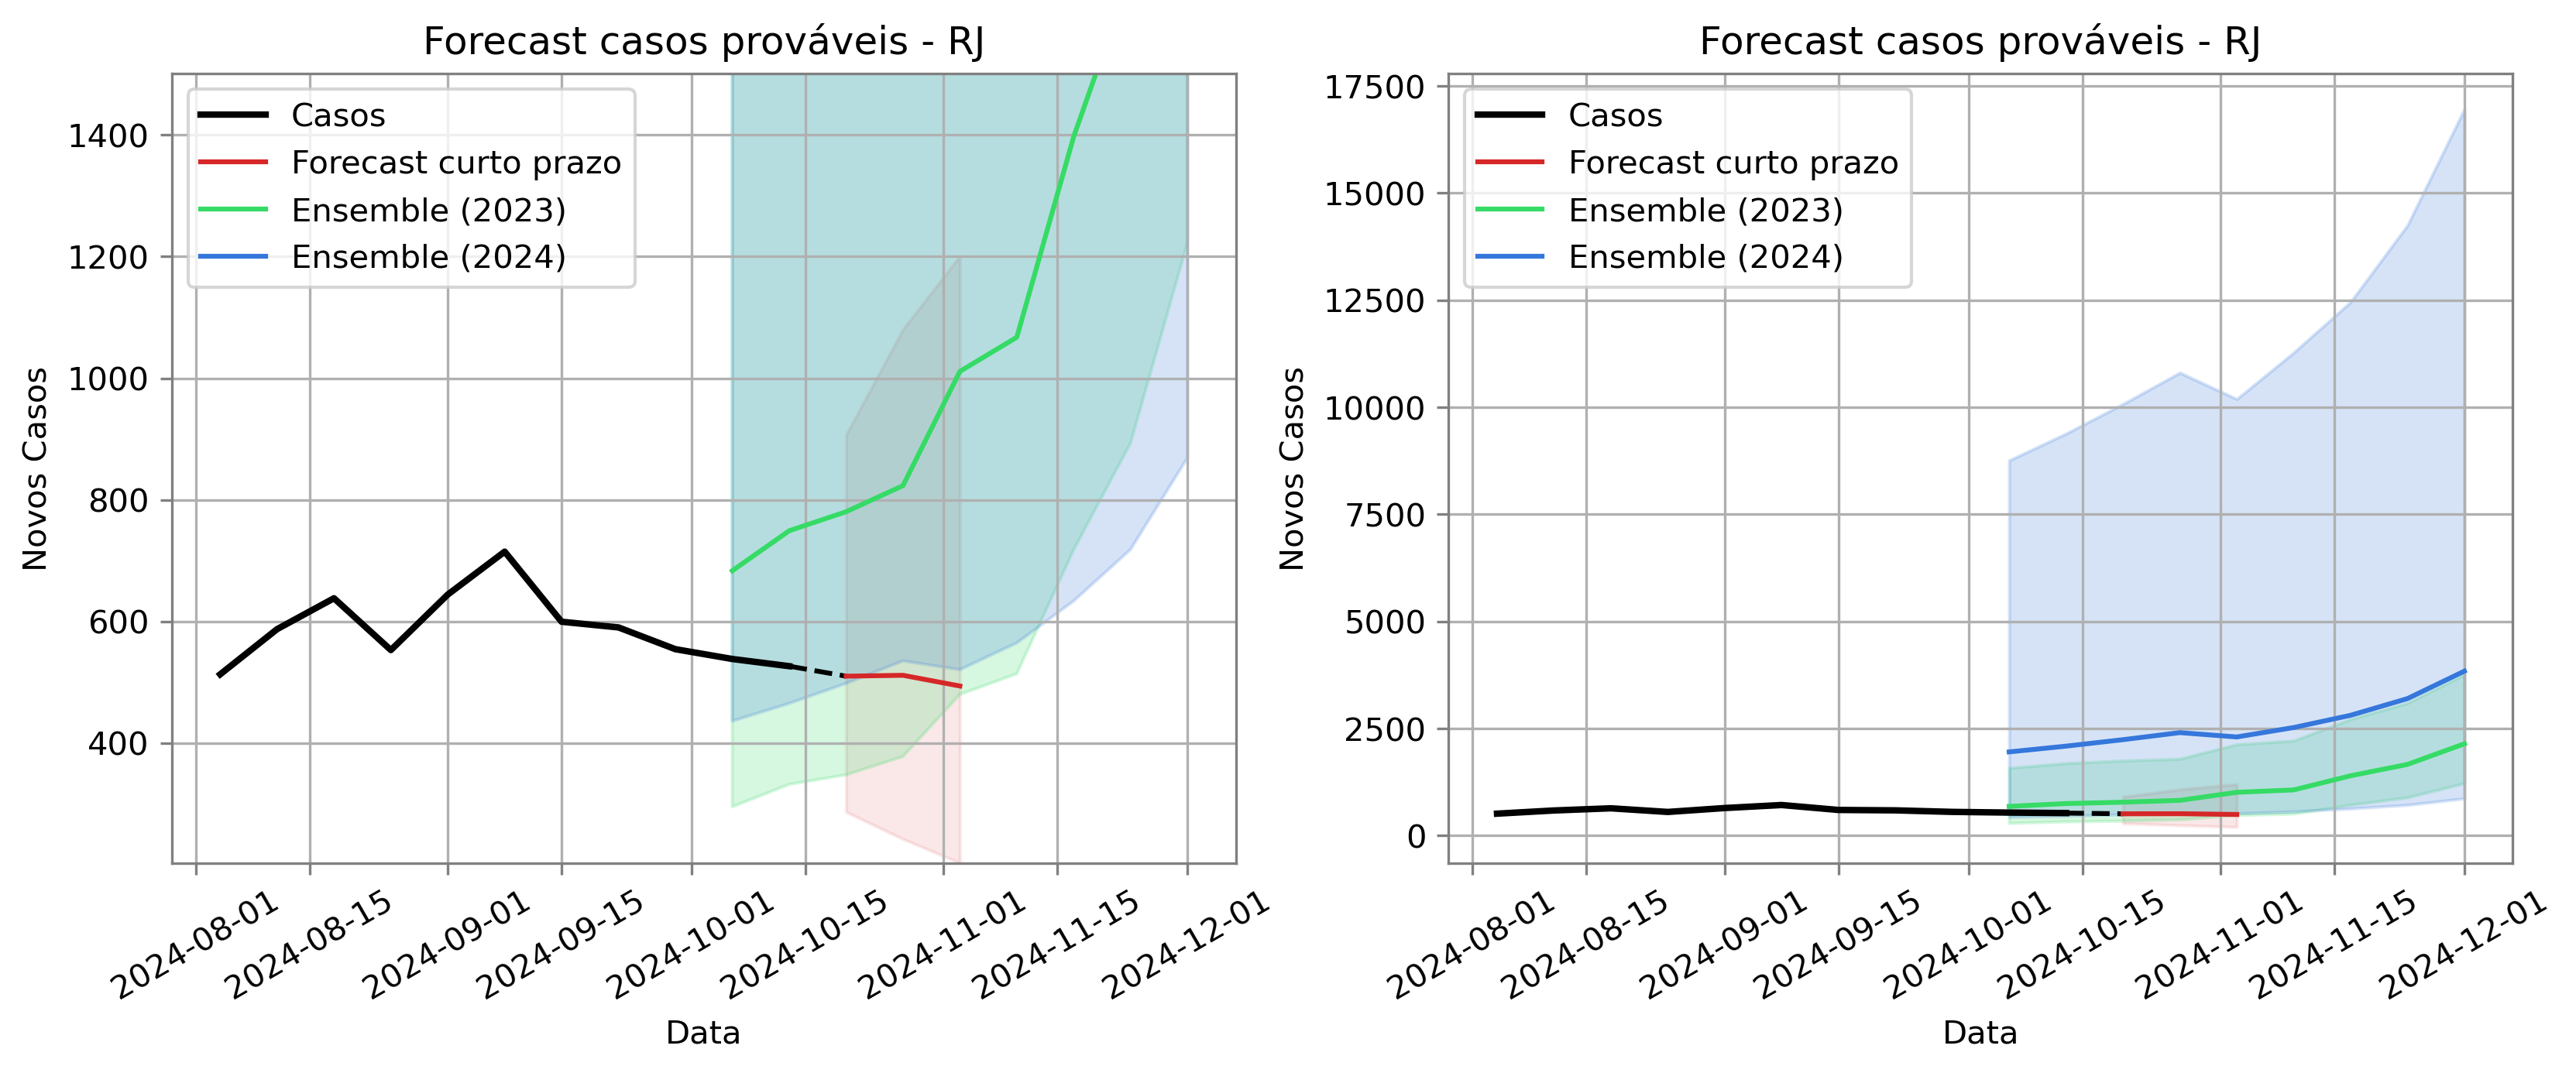 Forecast casos prováveis - RJ
Casos
Forecast curto prazo
Ensemble (2023)
Ensemble (2024)
1400
1200
1000
800
600
400
Novos Casos
2024-08-01
2024-08-15
2024-09-01
2024-09-15
2024-10-01
2024-10-15
2024-11-01
2024-11-15
2024-12-01
Data
Forecast casos prováveis - RJ
Casos
Forecast curto prazo
Ensemble (2023)
Ensemble (2024)
17500
15000
12500
10000
7500
5000
2500
0
Novos Casos
2024-08-01
2024-08-15
2024-09-01
2024-09-15
2024-10-01
2024-10-15
2024-11-01
2024-11-15
2024-12-01
Data